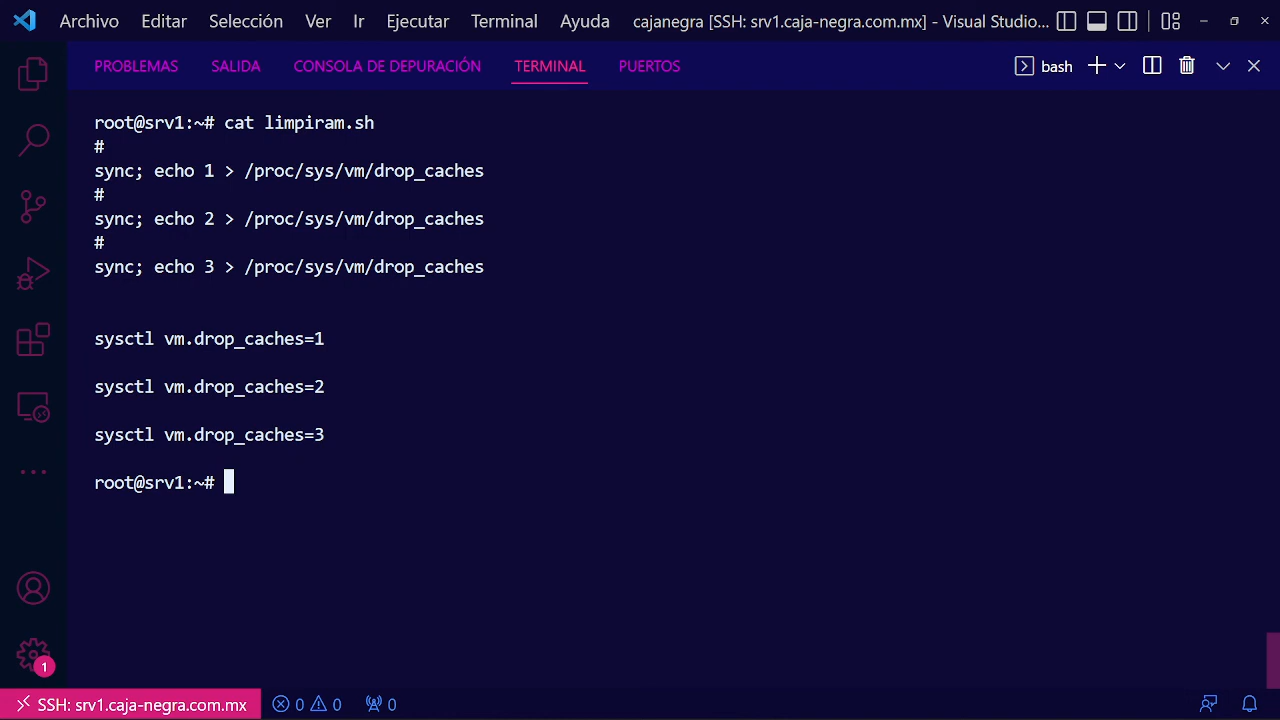 Archivo Editar Selección Ver Ir Ejecutar Terminal Ayuda cajanegra [SSH: srv1.caja-negra.com.mx] - Visual Studio...
PROBLEMAS SALIDA CONSOLA DE DEPURACIÓN TERMINAL PUERTOS bash
root@srv1:~# cat limpiram.sh
#
sync; echo 1 > /proc/sys/vm/drop_caches
#
sync; echo 2 > /proc/sys/vm/drop_caches
#
sync; echo 3 > /proc/sys/vm/drop_caches
sysctl vm.drop_caches=1
sysctl vm.drop_caches=2
sysctl vm.drop_caches=3
root@srv1:~#
1
SSH: srv1.caja-negra.com.mx 0 0 0